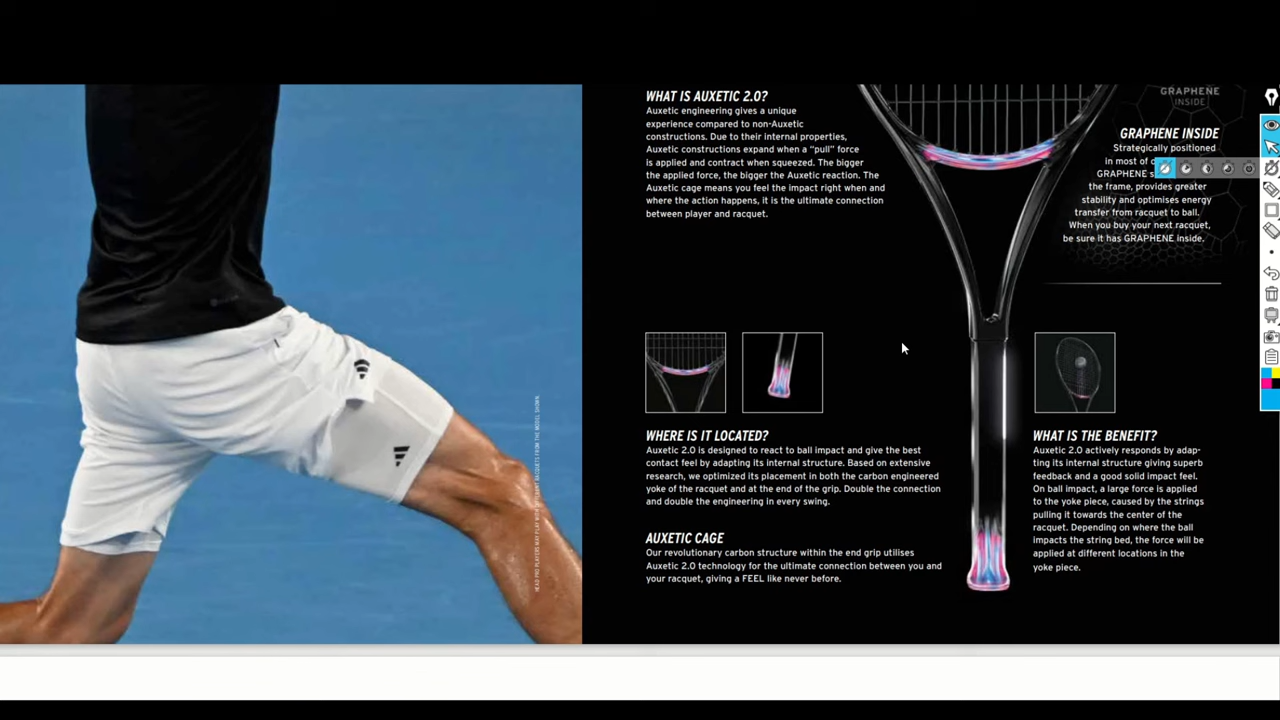 WHAT IS AUXETIC 2.0?
Auxetic engineering gives a unique
experience compared to non-Auxetic
constructions. Due to their internal properties,
Auxetic constructions expand when a “pull” force
is applied and contract when squeezed. The bigger
the applied force, the bigger the Auxetic reaction. The
Auxetic cage means you feel the impact right when and
where the action happens, it is the ultimate connection
between player and racquet.
GRAPHENE
INSIDE
GRAPHENE INSIDE
Strategically positioned
in most of
GRAPHENE
the frame, provides greater
stability and optimises energy
transfer from racquet to ball.
When you buy your next racquet,
be sure it has GRAPHENE inside.
WHERE IS IT LOCATED?
Auxetic 2.0 is designed to react to ball impact and give the best
contact feel by adapting its internal structure. Based on extensive
research, we optimized its placement in both the carbon engineered
yoke of the racquet and at the end of the grip. Double the connection
and double the engineering in every swing.
AUXETIC CAGE
Our revolutionary carbon structure within the end grip utilises
Auxetic 2.0 technology for the ultimate connection between you and
your racquet, giving a FEEL like never before.
WHAT IS THE BENEFIT?
Auxetic 2.0 actively responds by adap-
ting its internal structure giving superb
feedback and a good solid impact feel.
On ball impact, a large force is applied
to the yoke piece, caused by the strings
pulling it towards the center of the
racquet. Depending on where the ball
impacts the string bed, the force will be
applied at different locations in the
yoke piece.
HEAD PRO PLAYERS MAY PLAY WITH DIFFERENT RACQUETS FROM THE MODEL SHOWN.